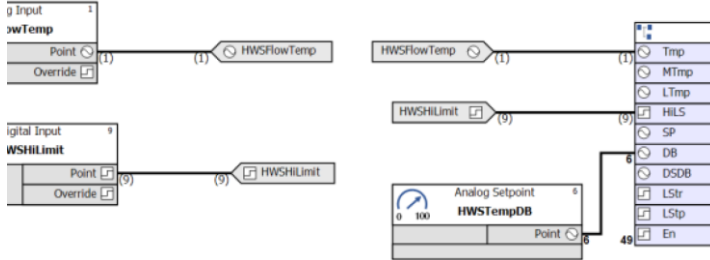 g Input 1
owTemp
Point
Override
(1)
(1)
HWSFlowTemp
igital Input 9
WSHiLimit
Point
Override
(9)
(9)
HWSHiLimit
HWSFlowTemp
(1)
(1)
HWSHiLimit
(9)
(9)
Analog Setpoint 6
HWSTempDB
0 100
Point
6
6
49
Tmp
MTmp
LTmp
HiLS
SP
DB
DSDB
LStr
LStp
En